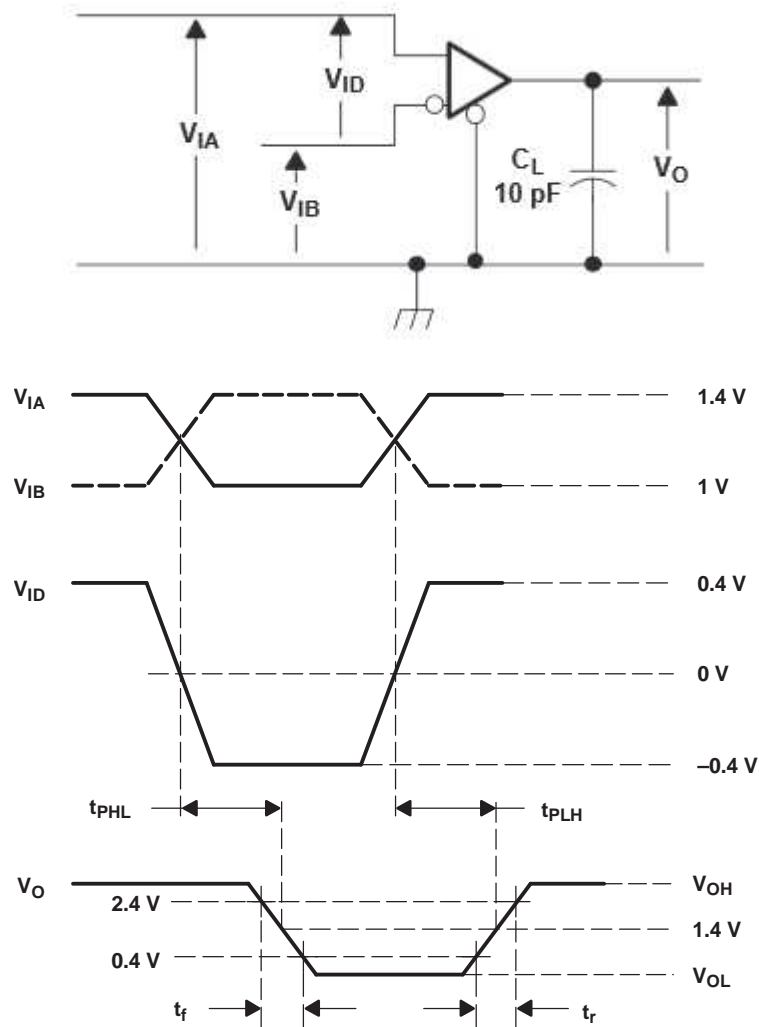 V_IA
V_ID
V_IB
C_L
10 pF
V_O
V_IA
1.4 V
V_IB
1 V
V_ID
0.4 V
0 V
–0.4 V
t_PHL
t_PLH
V_O
V_OH
2.4 V
1.4 V
0.4 V
V_OL
t_f
t_r